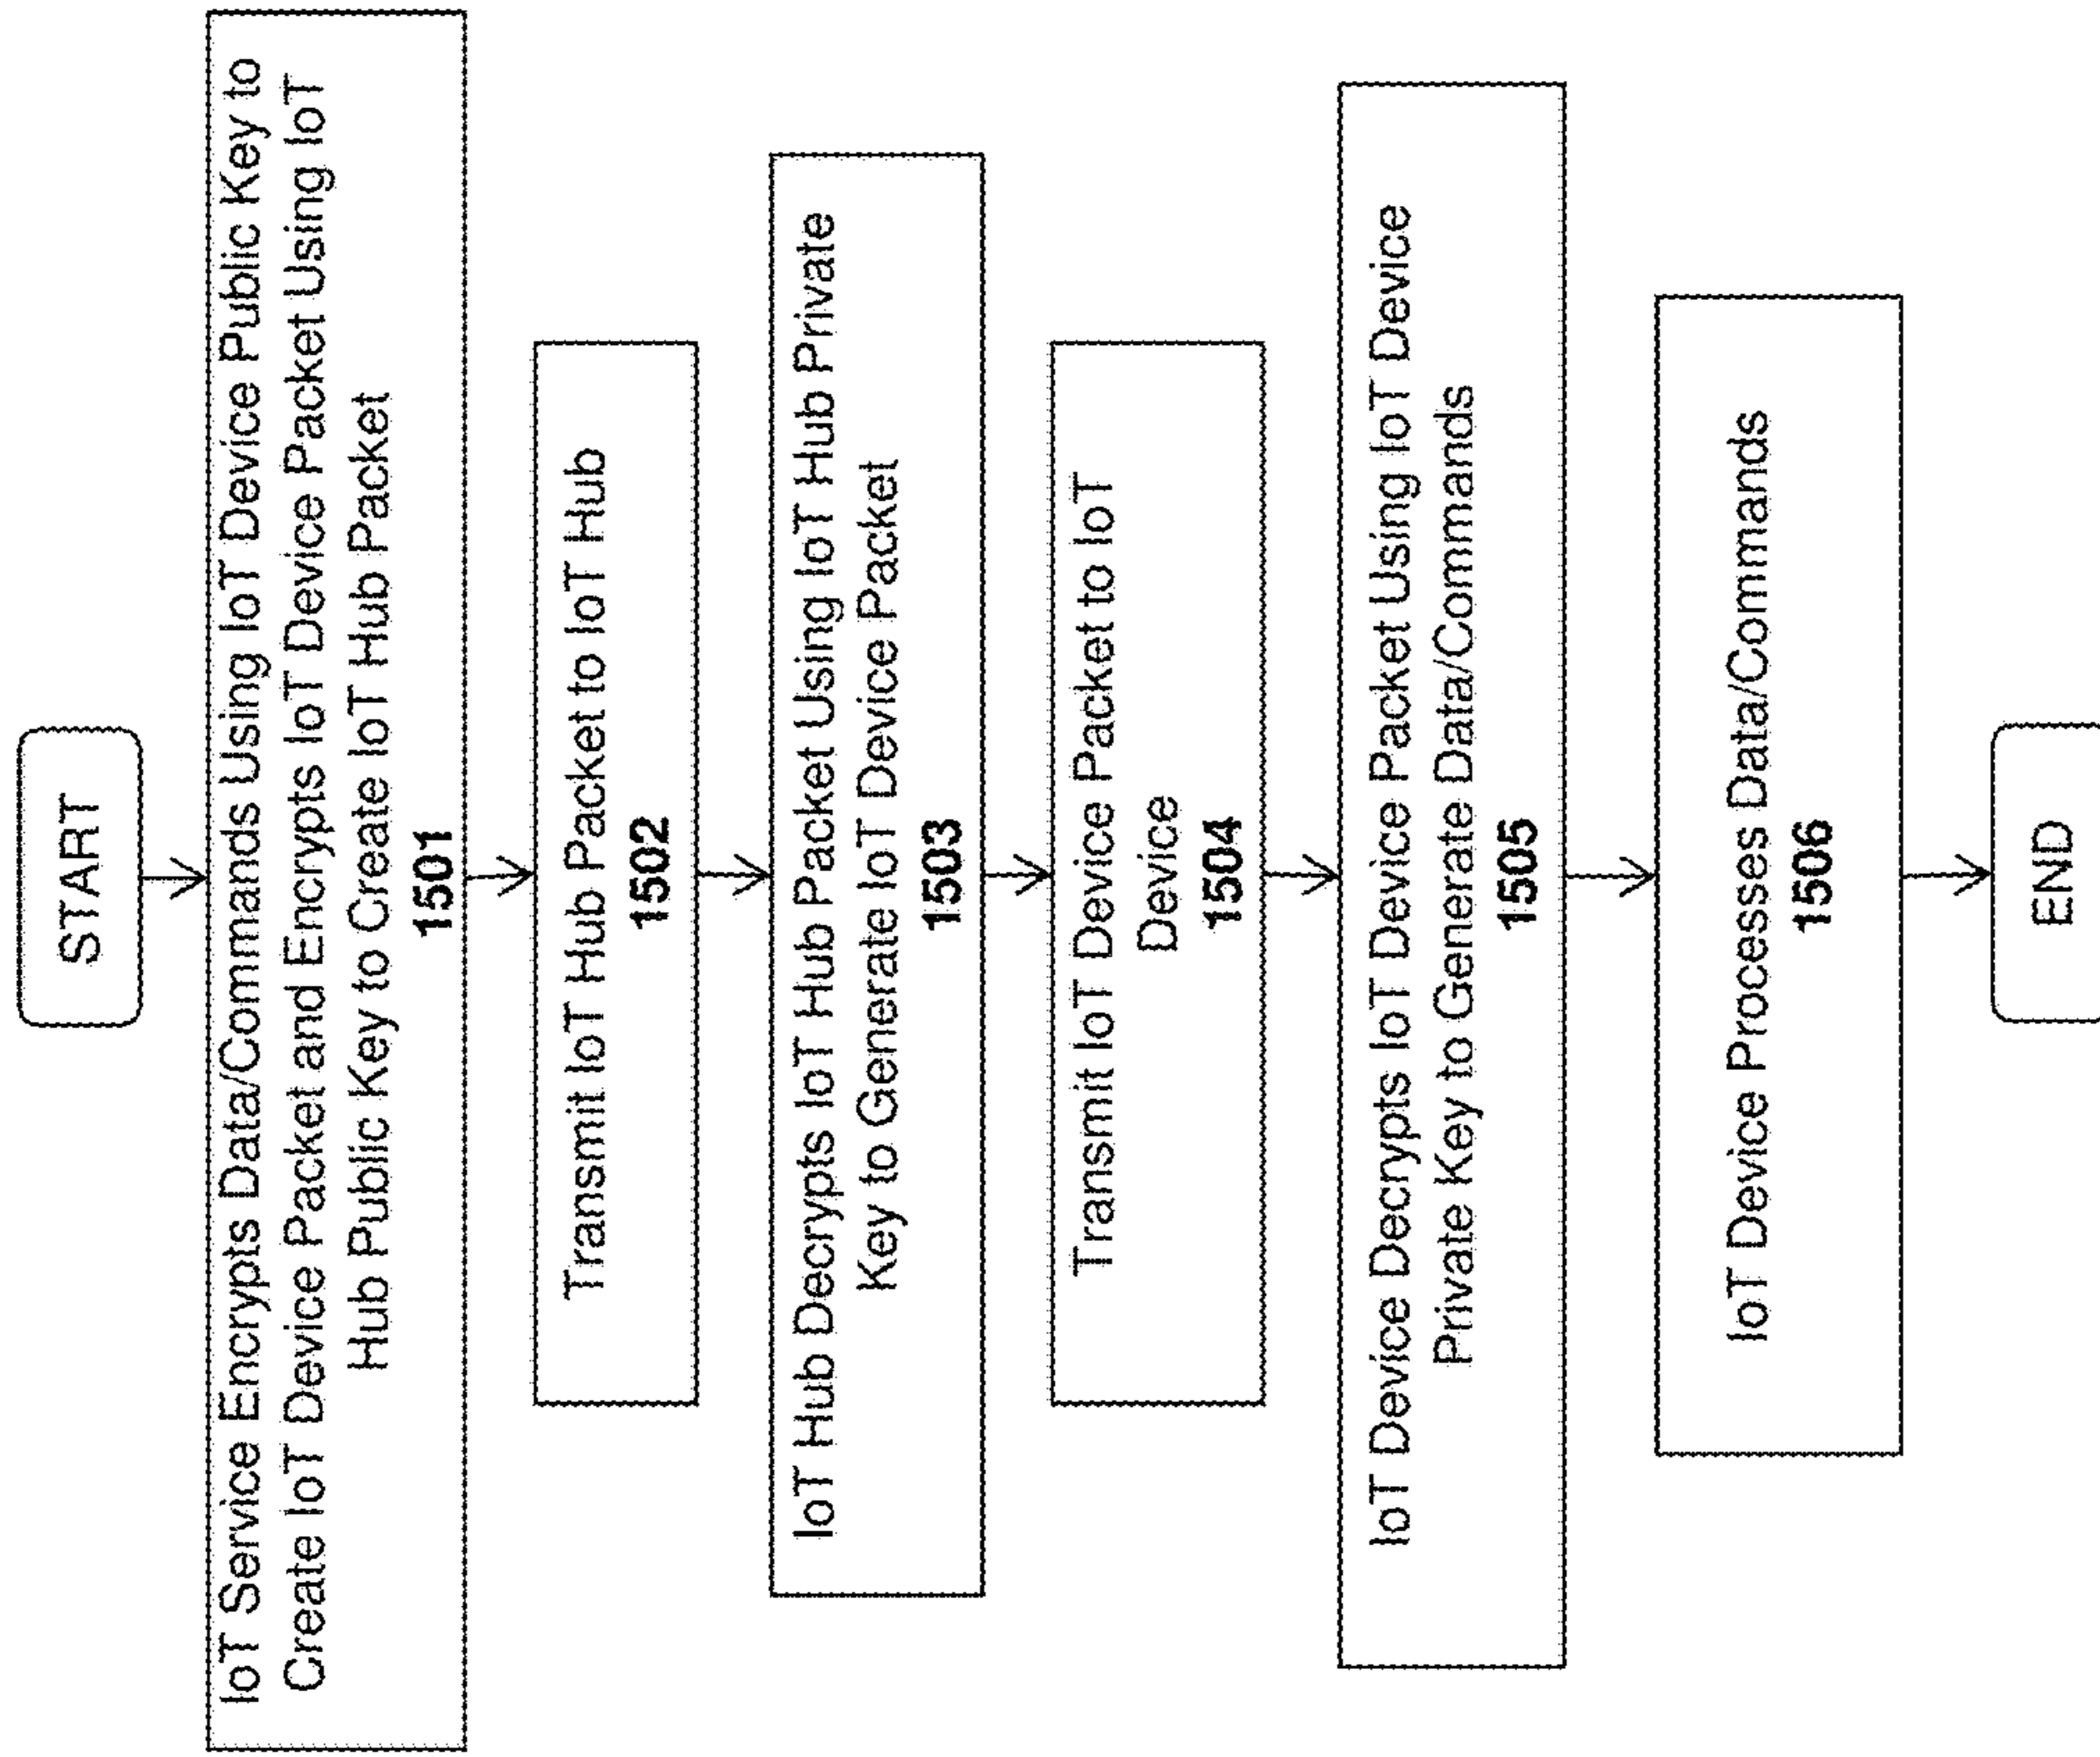 START
IoT Service Encrypts Data/Commands Using IoT Device Public Key to
Create IoT Device Packet and Encrypts IoT Device Packet Using IoT
Hub Public Key to Create IoT Hub Packet
1501
Transmit IoT Hub Packet to IoT Hub
1502
IoT Hub Decrypts IoT Hub Packet Using IoT Hub Private
Key to Generate IoT Device Packet
1503
Transmit IoT Device Packet to IoT
Device
1504
IoT Device Decrypts IoT Device Packet Using IoT Device
Private Key to Generate Data/Commands
1505
IoT Device Processes Data/Commands
1506
END